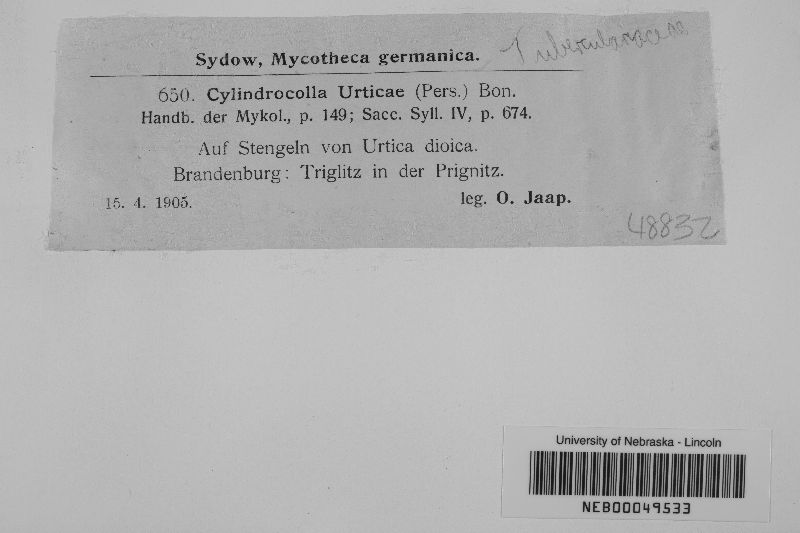 Sydow, Mycotheca germanica.
Tuberculariaceae
650. Cylindrocolla Urticae (Pers.) Bon.
Handb. der Mykol., p. 149; Sacc. Syll. IV, p. 674.
Auf Stengeln von Urtica dioica.
Brandenburg: Triglitz in der Prignitz.
15. 4. 1905. leg. O. Jaap.
48832
University of Nebraska - Lincoln
NEB00049533